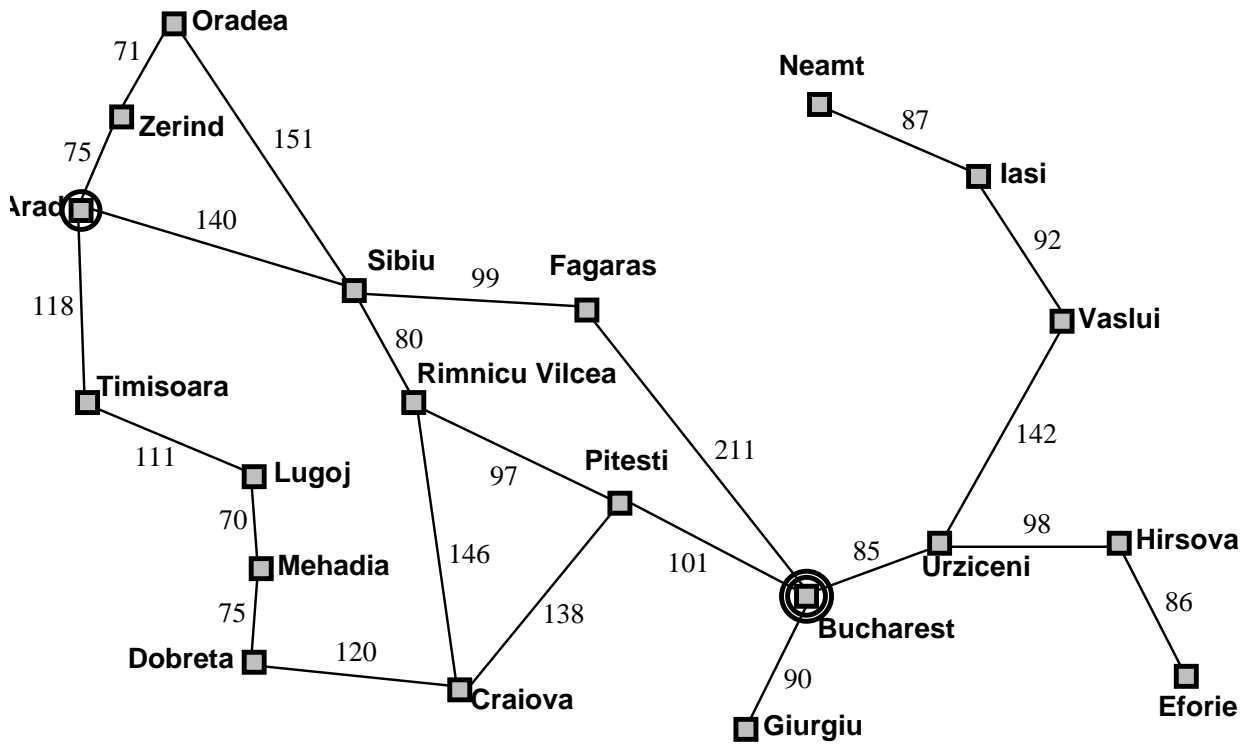 Oradea
71
Neamt
Zerind
87
151
75
Iasi
Arad
140
92
Sibiu
99
Fagaras
118
80
Vaslui
Rimnicu Vilcea
Timisoara
142
111
Lugoj
97
Pitesti
211
70
146
101
85
98
Hirsova
Mehadia
Urziceni
75
138
86
Bucharest
Dobreta
120
90
Craiova
Giurgiu
Eforie